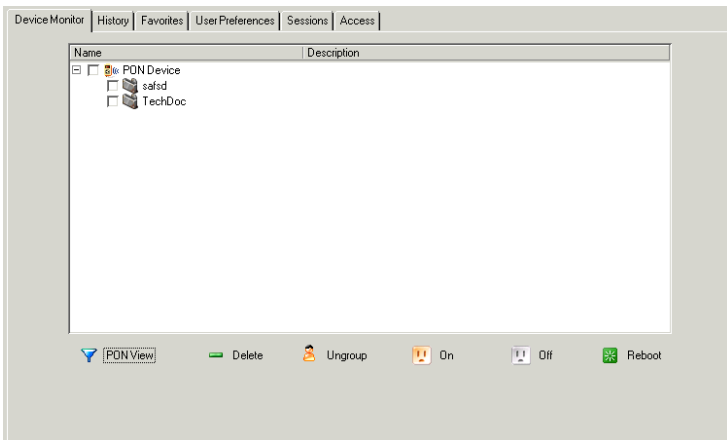 Device Monitor History Favorites User Preferences Sessions Access
Name Description
PON Device
safsd
TechDoc
PON View Delete Ungroup On Off Reboot